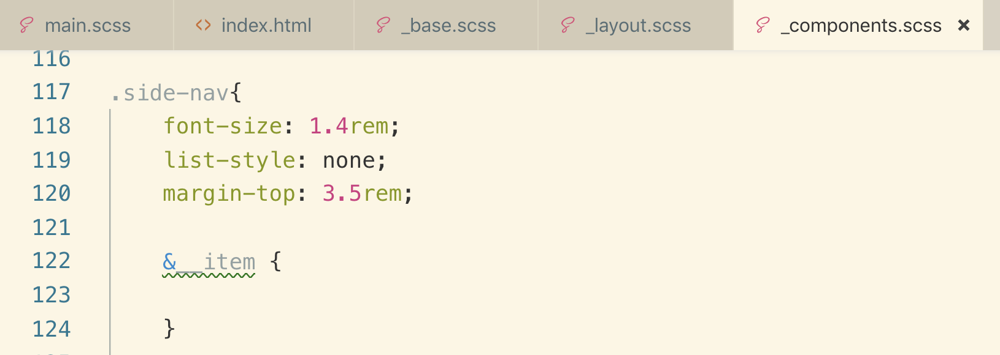 main.scss index.html _base.scss _layout.scss _components.scss
116
117 .side-nav{
118 font-size: 1.4rem;
119 list-style: none;
120 margin-top: 3.5rem;
121
122 &__item {
123
124 }